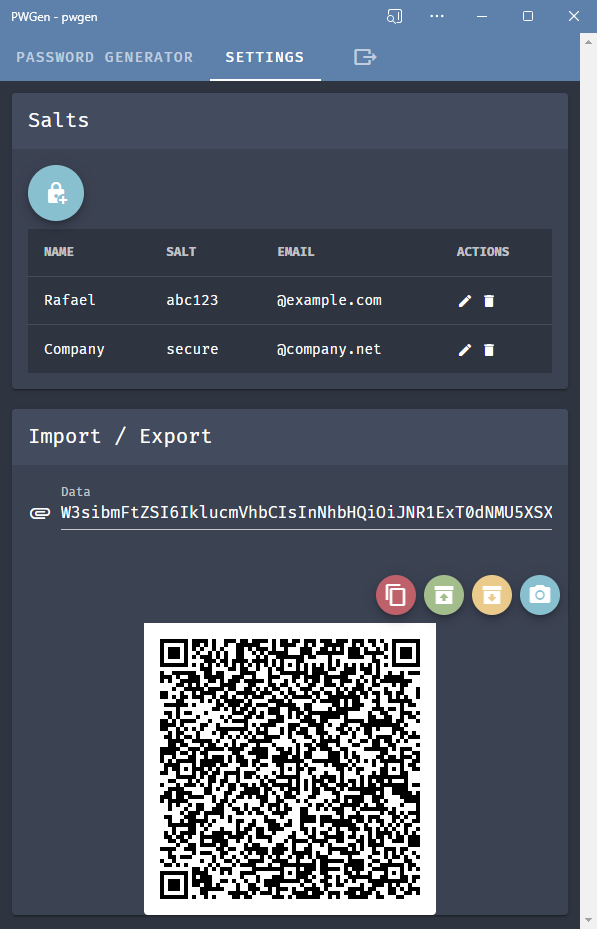 PWGen - pwgen
PASSWORD GENERATOR SETTINGS
Salts
NAME SALT EMAIL ACTIONS
Rafael abc123 @example.com
Company secure @company.net
Import / Export
Data
W3sibmFtZSI6IklucmVhbCIsInNhbHQiOiJNR1ExT0dNMU5XSX